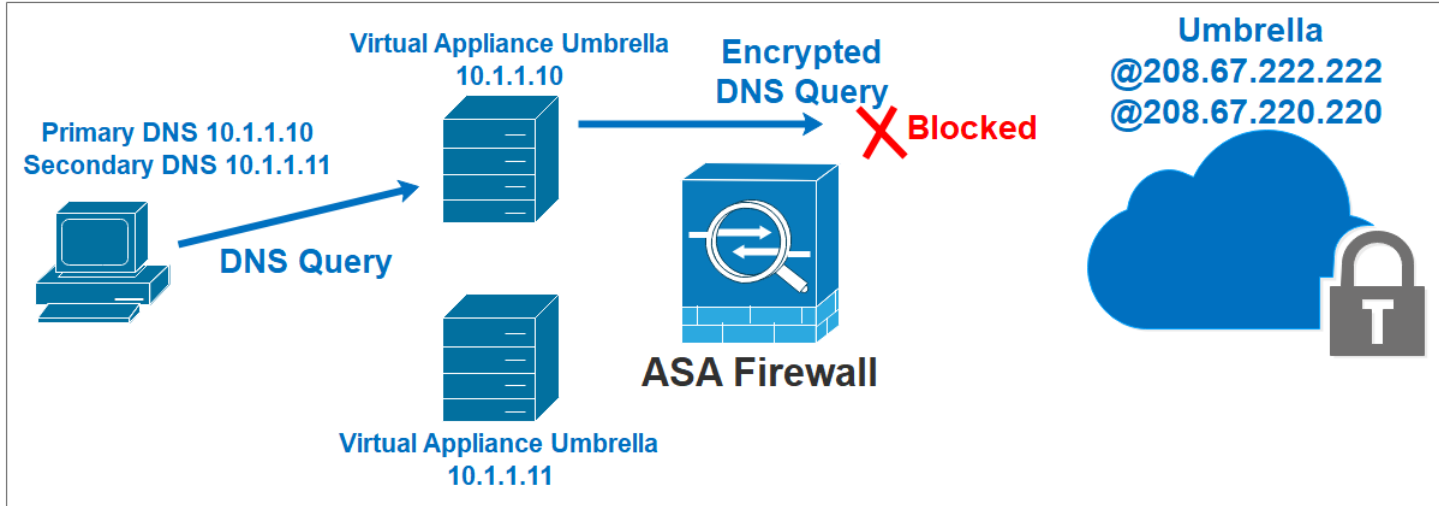 Virtual Appliance Umbrella
10.1.1.10
Encrypted
DNS Query
Blocked
Umbrella
@208.67.222.222
@208.67.220.220
Primary DNS 10.1.1.10
Secondary DNS 10.1.1.11
DNS Query
ASA Firewall
Virtual Appliance Umbrella
10.1.1.11
T